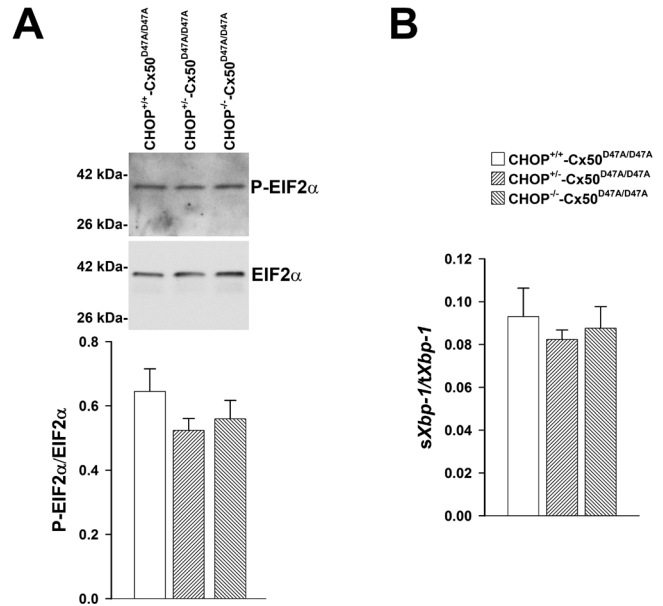 A
CHOP+/+-Cx50D47A/D47A
CHOP+/--Cx50D47A/D47A
CHOP-/--Cx50D47A/D47A
42 kDa-
P-EIF2α
26 kDa-
42 kDa-
EIF2α
26 kDa-
P-EIF2α/EIF2α
0.8
0.6
0.4
0.2
0.0
B
CHOP+/+-Cx50D47A/D47A
CHOP+/--Cx50D47A/D47A
CHOP-/--Cx50D47A/D47A
sXbp-1/tXbp-1
0.12
0.10
0.08
0.06
0.04
0.02
0.00